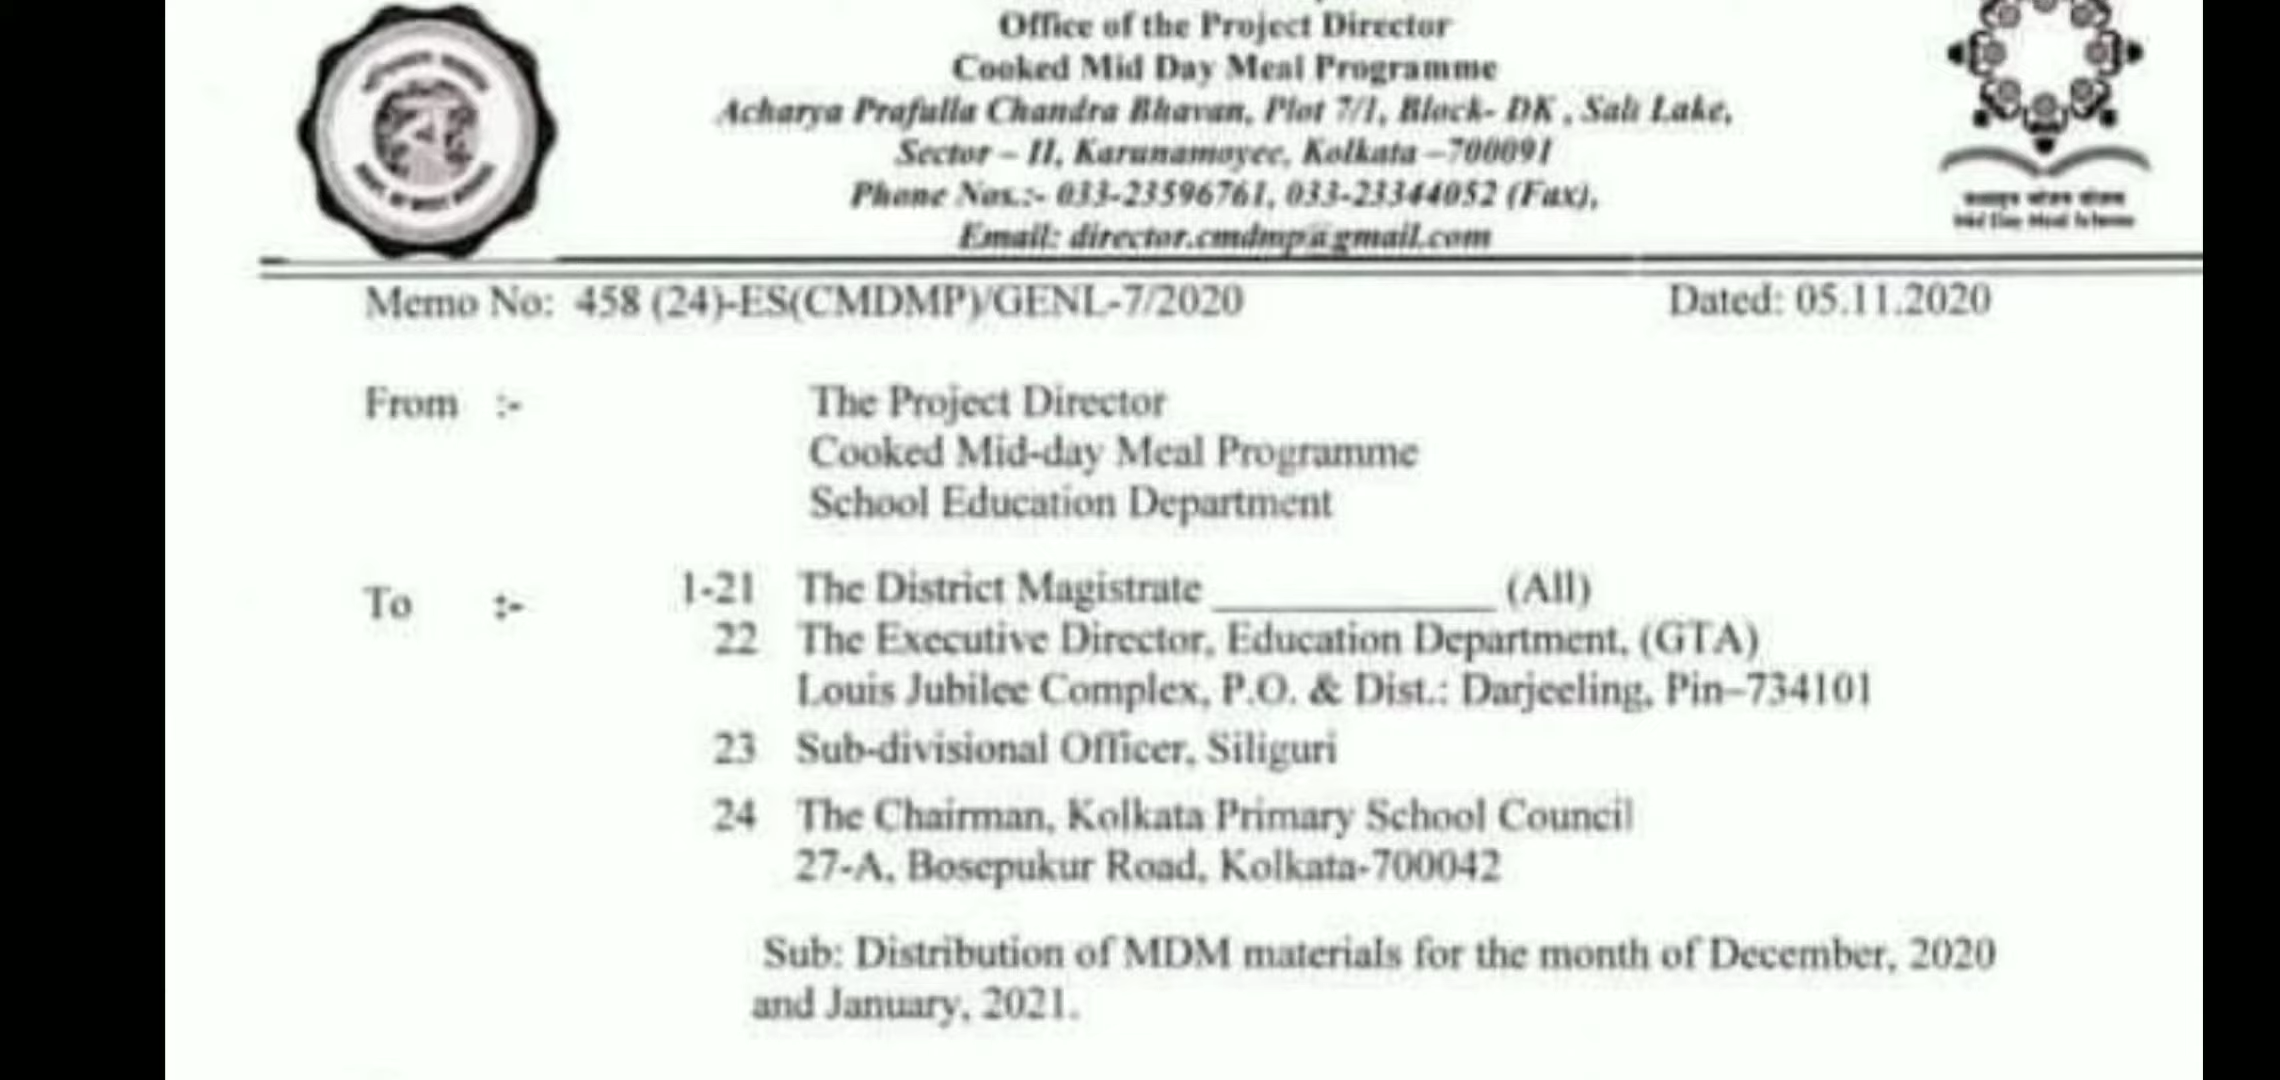 Office of the Project Director
Cooked Mid Day Meal Programme
Acharya Prafulla Chandra Bhavan, Plot 7/1, Block- DK , Salt Lake,
Sector – II, Karunamoyee, Kolkata –700091
Phone Nos.:- 033-23596761, 033-23344052 (Fax),
Email: director.cmdmp@gmail.com
Mid Day Meal Scheme
Memo No: 458 (24)-ES(CMDMP)/GENL-7/2020 Dated: 05.11.2020
From :- The Project Director
Cooked Mid-day Meal Programme
School Education Department
To :- 1-21 The District Magistrate ____________ (All)
22 The Executive Director, Education Department, (GTA)
Louis Jubilee Complex, P.O. & Dist.: Darjeeling, Pin–734101
23 Sub-divisional Officer, Siliguri
24 The Chairman, Kolkata Primary School Council
27-A, Bosepukur Road, Kolkata-700042
Sub: Distribution of MDM materials for the month of December, 2020
and January, 2021.